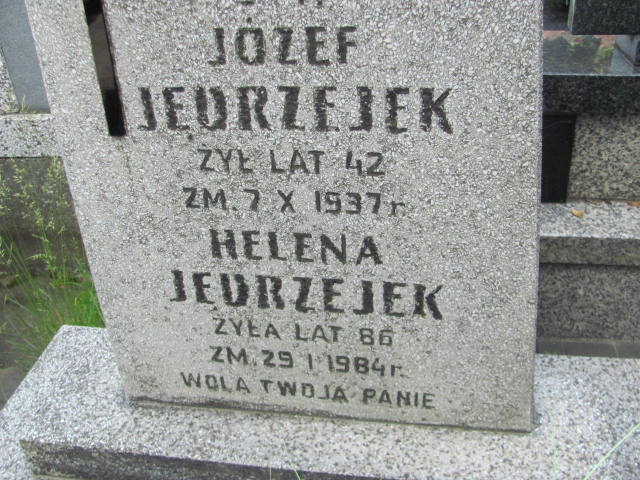 JÓZEF
JĘDRZEJEK
ŻYŁ LAT 42
ZM. 7 X 1937 r.
HELENA
JĘDRZEJEK
ŻYŁA LAT 86
ZM. 29 I 1984 r.
WOLA TWOJA PANIE